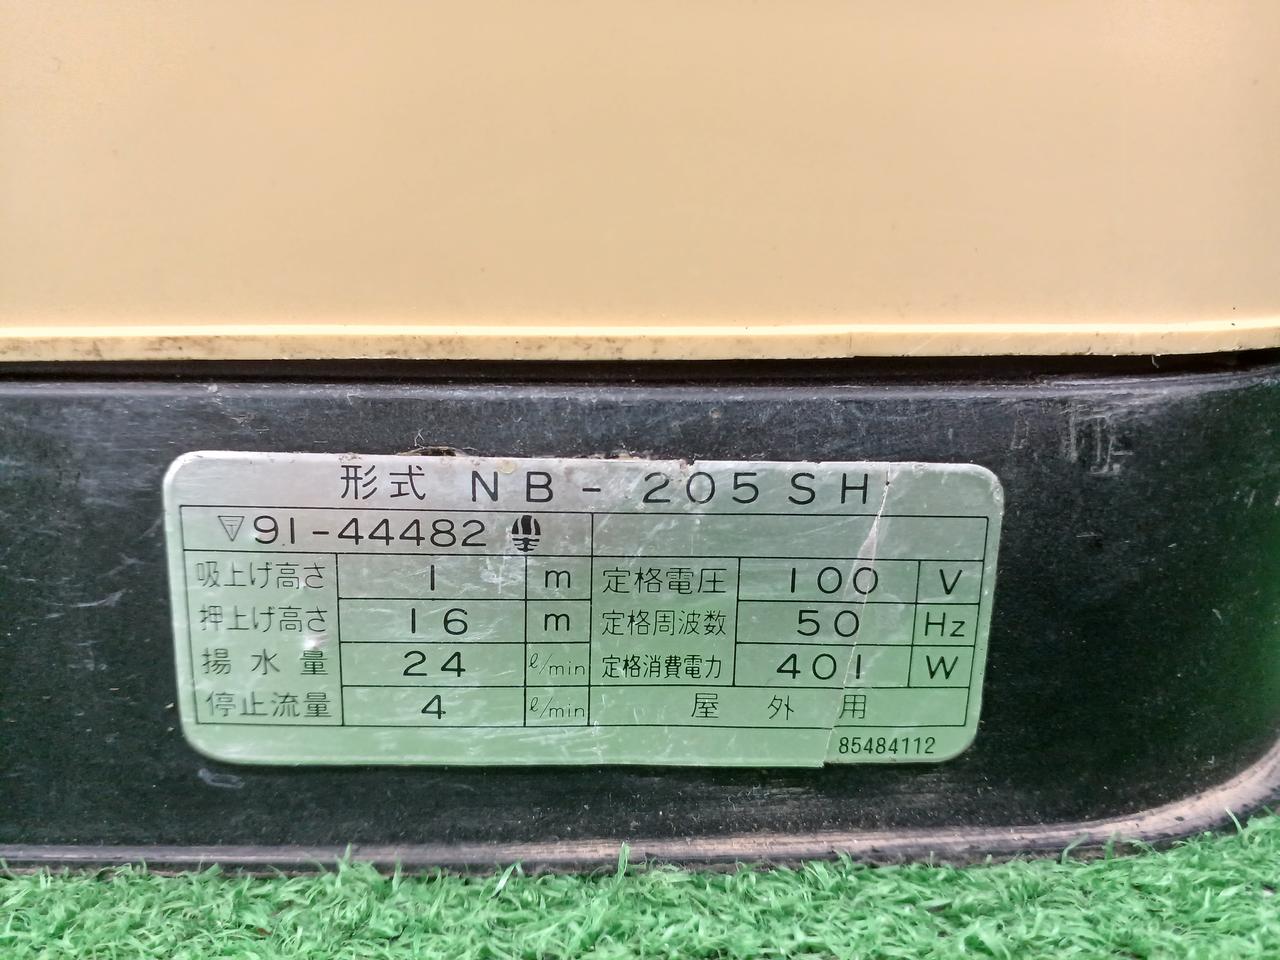 形式 NB-205SH
91-44482
吸上げ高さ 1 m 定格電圧 100 V
押上げ高さ 16 m 定格周波数 50 Hz
揚水量 24 ℓ/min 定格消費電力 401 W
停止流量 4 ℓ/min 屋外用
85484112